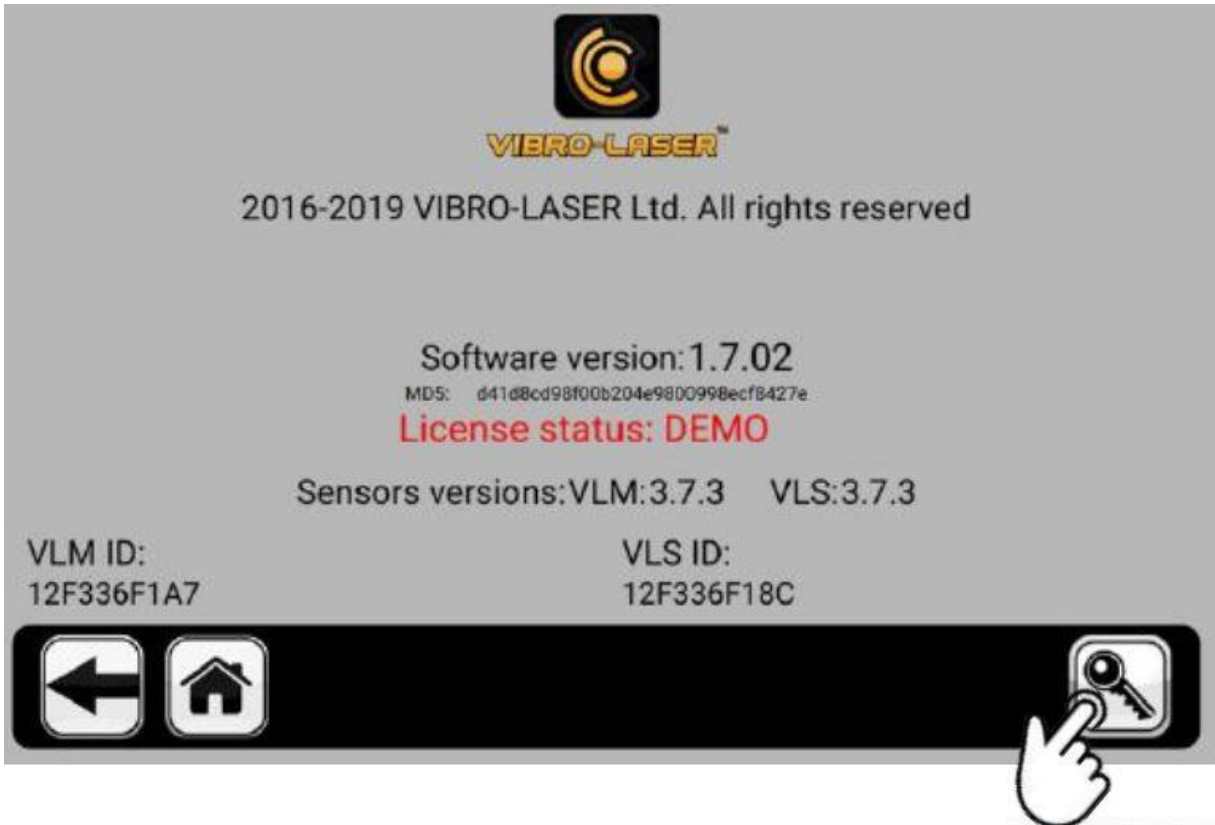 VIBRO-LASER™
2016-2019 VIBRO-LASER Ltd. All rights reserved
Software version:1.7.02
MD5: d41d8cd98f00b204e9800998ecf8427e
License status: DEMO
Sensors versions:VLM:3.7.3 VLS:3.7.3
VLM ID: VLS ID:
12F336F1A7 12F336F18C